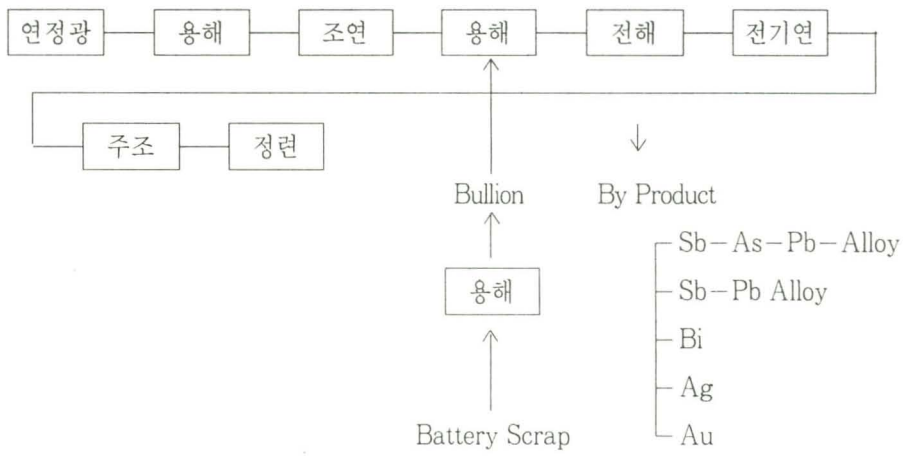 연정광 용해 조연 용해 전해 전기연
주조 정련
Bullion By Product
Sb-As-Pb-Alloy
용해 Sb-Pb Alloy
Bi
Ag
Battery Scrap Au